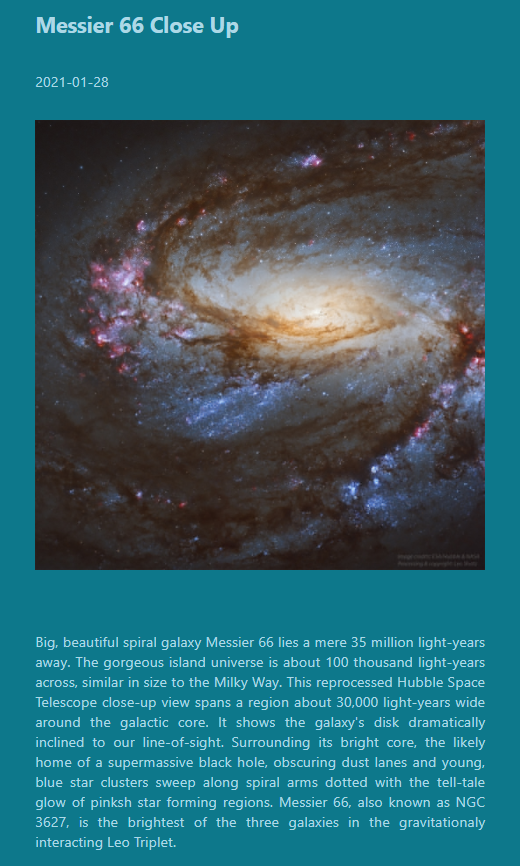 Messier 66 Close Up
2021-01-28
Big, beautiful spiral galaxy Messier 66 lies a mere 35 million light-years
away. The gorgeous island universe is about 100 thousand light-years
across, similar in size to the Milky Way. This reprocessed Hubble Space
Telescope close-up view spans a region about 30,000 light-years wide
around the galactic core. It shows the galaxy's disk dramatically
inclined to our line-of-sight. Surrounding its bright core, the likely
home of a supermassive black hole, obscuring dust lanes and young,
blue star clusters sweep along spiral arms dotted with the tell-tale
glow of pinksh star forming regions. Messier 66, also known as NGC
3627, is the brightest of the three galaxies in the gravitationaly
interacting Leo Triplet.